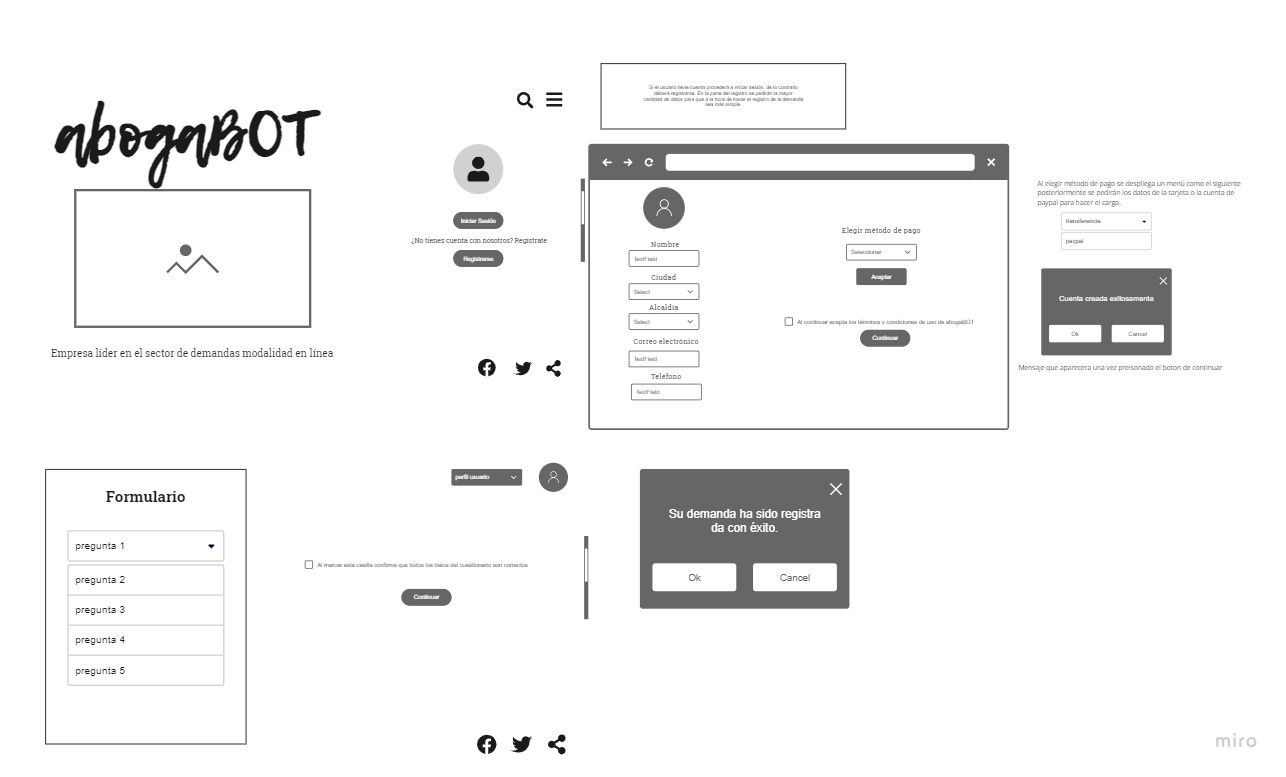 abogaBOT
Empresa líder en el sector de demandas modalidad en línea
Iniciar Sesión
¿No tienes cuenta con nosotros? Registrate
Registrarse
Si el usuario tiene cuenta procederá a iniciar sesión, de lo contrario
deberá registrarse. En la parte del registro se pedirán la mayor
cantidad de datos para que a la hora de hacer el registro de la demanda
sea más simple.
Nombre
TextField
Ciudad
Select
Alcaldía
Select
Correo electrónico
TextField
Teléfono
TextField
Elegir método de pago
Seleccionar
Aceptar
Al continuar acepta los términos y condiciones de uso de abogaBOT
Continuar
Al elegir método de pago se despliega un menú como el siguiente
posteriormente se pedirán los datos de la tarjeta o la cuenta de
paypal para hacer el cargo.
transferencia
paypal
Cuenta creada exitosamente
Ok
Cancel
Mensaje que aparecera una vez preisonado el boton de continuar
Formulario
pregunta 1
pregunta 2
pregunta 3
pregunta 4
pregunta 5
perfil usuario
Al marcar esta casilla confirma que todos los datos del cuestionario son correctos
Continuar
Su demanda ha sido registra
da con éxito.
Ok
Cancel
miro